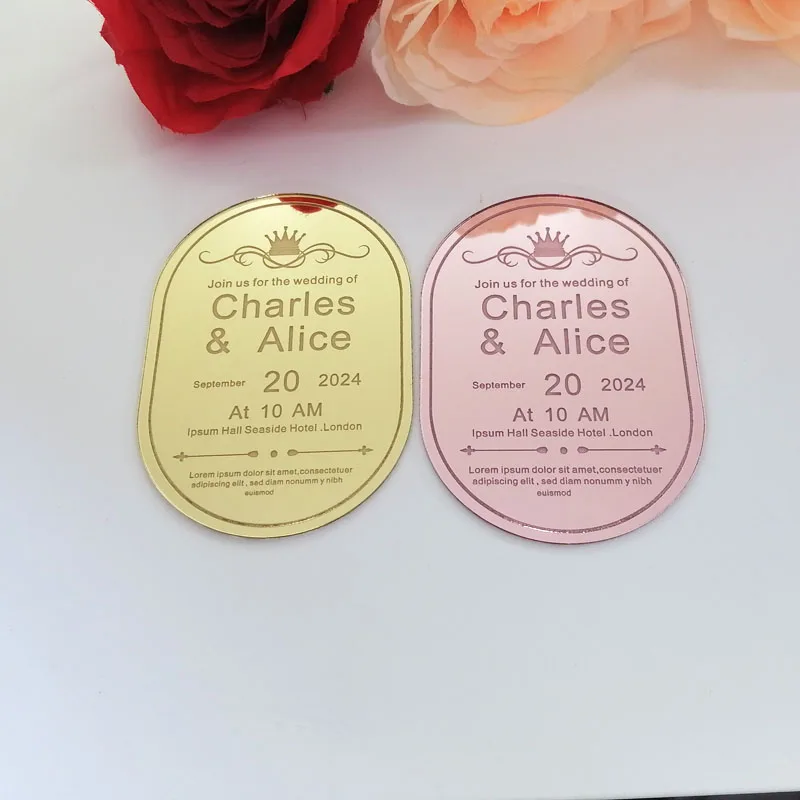 Join us for the wedding of
Charles
& Alice
September 20 2024
At 10 AM
Ipsum Hall Seaside Hotel .London
Lorem ipsum dolor sit amet,consectetuer
adipiscing elit , sed diam nonumm y nibh
euismod
Join us for the wedding of
Charles
& Alice
September 20 2024
At 10 AM
Ipsum Hall Seaside Hotel .London
Lorem ipsum dolor sit amet,consectetuer
adipiscing elit , sed diam nonumm y nibh
euismod